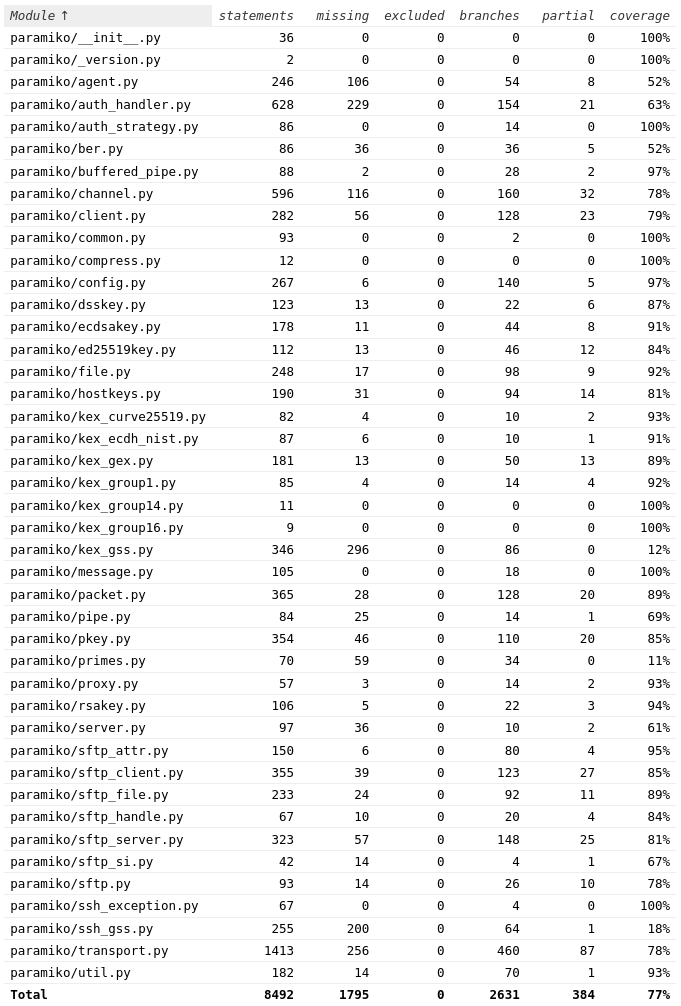 Module ↑ statements missing excluded branches partial coverage
paramiko/__init__.py 36 0 0 0 0 100%
paramiko/_version.py 2 0 0 0 0 100%
paramiko/agent.py 246 106 0 54 8 52%
paramiko/auth_handler.py 628 229 0 154 21 63%
paramiko/auth_strategy.py 86 0 0 14 0 100%
paramiko/ber.py 86 36 0 36 5 52%
paramiko/buffered_pipe.py 88 2 0 28 2 97%
paramiko/channel.py 596 116 0 160 32 78%
paramiko/client.py 282 56 0 128 23 79%
paramiko/common.py 93 0 0 2 0 100%
paramiko/compress.py 12 0 0 0 0 100%
paramiko/config.py 267 6 0 140 5 97%
paramiko/dsskey.py 123 13 0 22 6 87%
paramiko/ecdsakey.py 178 11 0 44 8 91%
paramiko/ed25519key.py 112 13 0 46 12 84%
paramiko/file.py 248 17 0 98 9 92%
paramiko/hostkeys.py 190 31 0 94 14 81%
paramiko/kex_curve25519.py 82 4 0 10 2 93%
paramiko/kex_ecdh_nist.py 87 6 0 10 1 91%
paramiko/kex_gex.py 181 13 0 50 13 89%
paramiko/kex_group1.py 85 4 0 14 4 92%
paramiko/kex_group14.py 11 0 0 0 0 100%
paramiko/kex_group16.py 9 0 0 0 0 100%
paramiko/kex_gss.py 346 296 0 86 0 12%
paramiko/message.py 105 0 0 18 0 100%
paramiko/packet.py 365 28 0 128 20 89%
paramiko/pipe.py 84 25 0 14 1 69%
paramiko/pkey.py 354 46 0 110 20 85%
paramiko/primes.py 70 59 0 34 0 11%
paramiko/proxy.py 57 3 0 14 2 93%
paramiko/rsakey.py 106 5 0 22 3 94%
paramiko/server.py 97 36 0 10 2 61%
paramiko/sftp_attr.py 150 6 0 80 4 95%
paramiko/sftp_client.py 355 39 0 123 27 85%
paramiko/sftp_file.py 233 24 0 92 11 89%
paramiko/sftp_handle.py 67 10 0 20 4 84%
paramiko/sftp_server.py 323 57 0 148 25 81%
paramiko/sftp_si.py 42 14 0 4 1 67%
paramiko/sftp.py 93 14 0 26 10 78%
paramiko/ssh_exception.py 67 0 0 4 0 100%
paramiko/ssh_gss.py 255 200 0 64 1 18%
paramiko/transport.py 1413 256 0 460 87 78%
paramiko/util.py 182 14 0 70 1 93%
Total 8492 1795 0 2631 384 77%